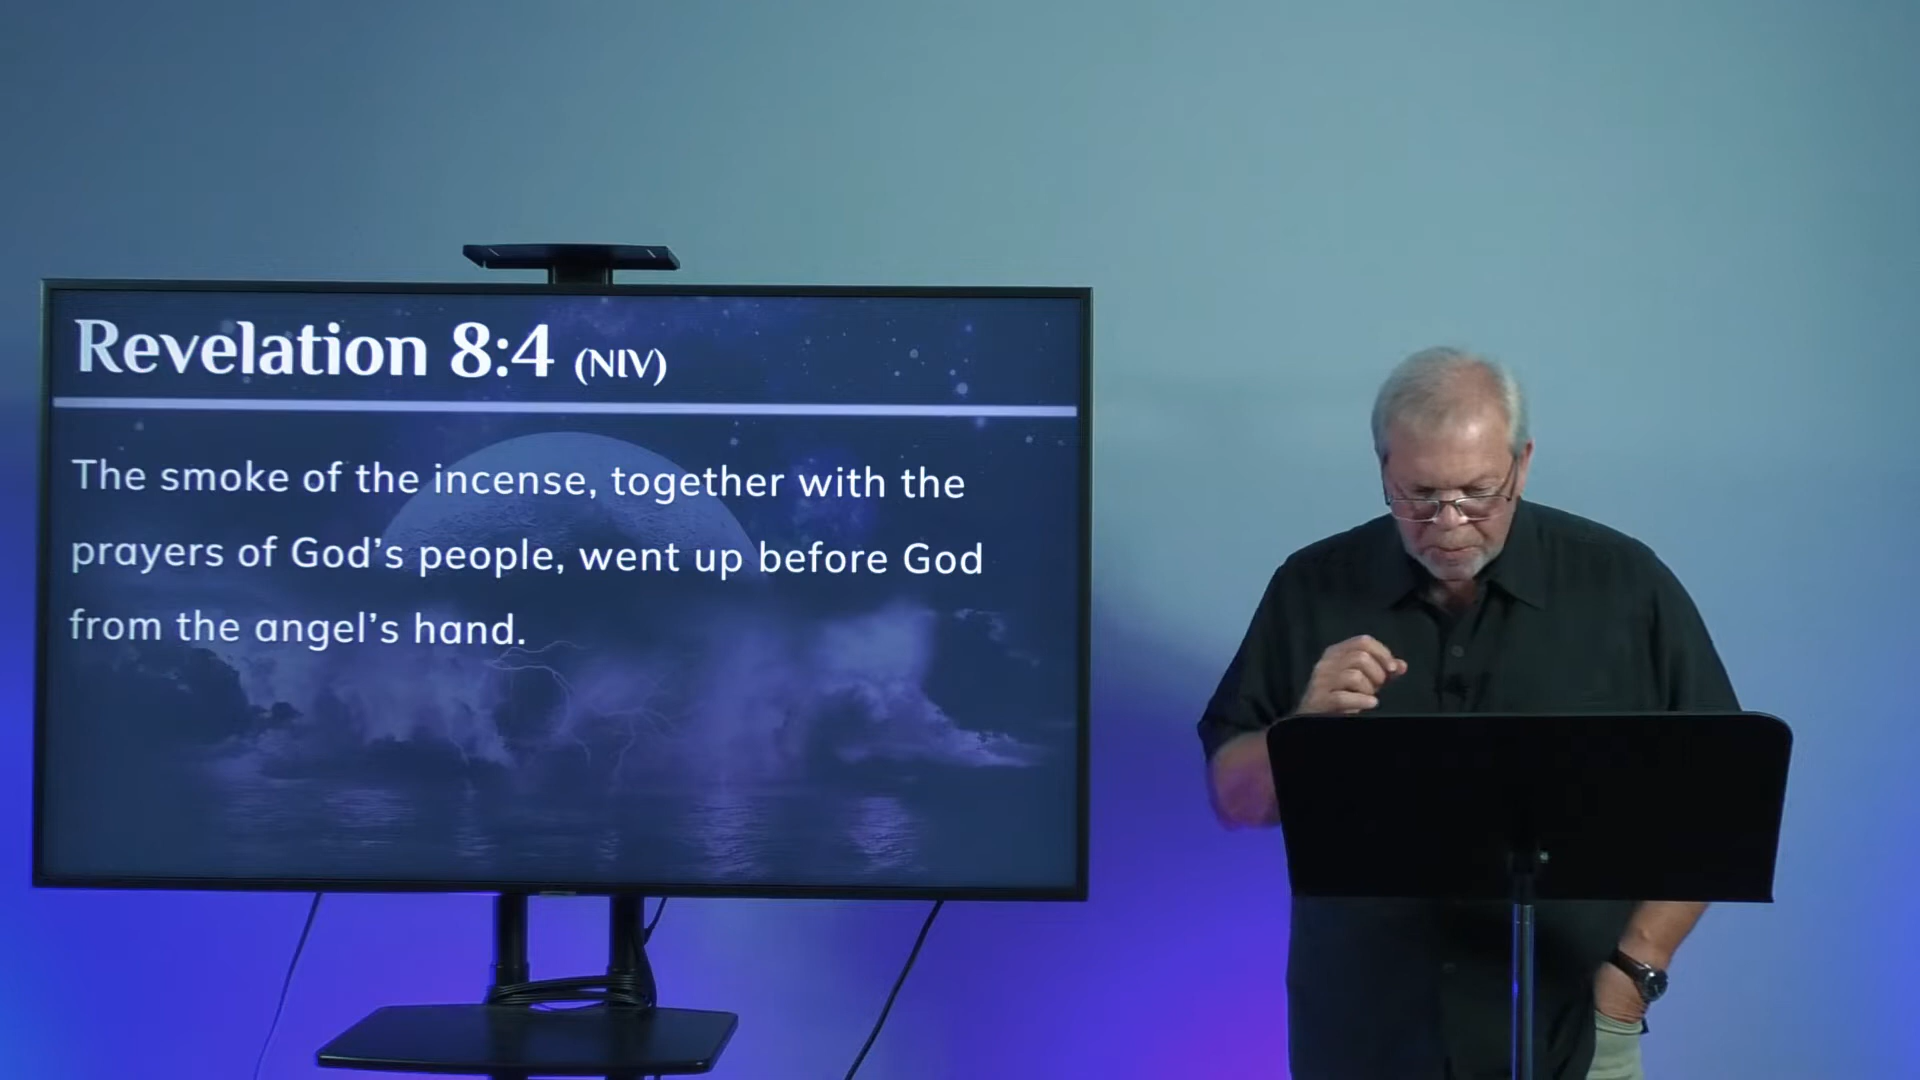 Revelation 8:4 (NIV)
The smoke of the incense, together with the
prayers of God’s people, went up before God
from the angel’s hand.